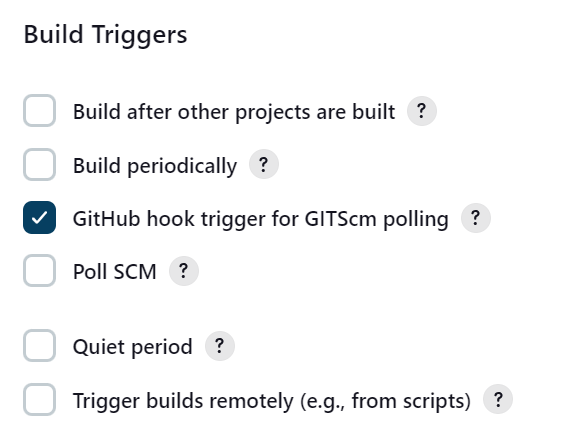 Build Triggers
Build after other projects are built ?
Build periodically ?
GitHub hook trigger for GITScm polling ?
Poll SCM ?
Quiet period ?
Trigger builds remotely (e.g., from scripts) ?